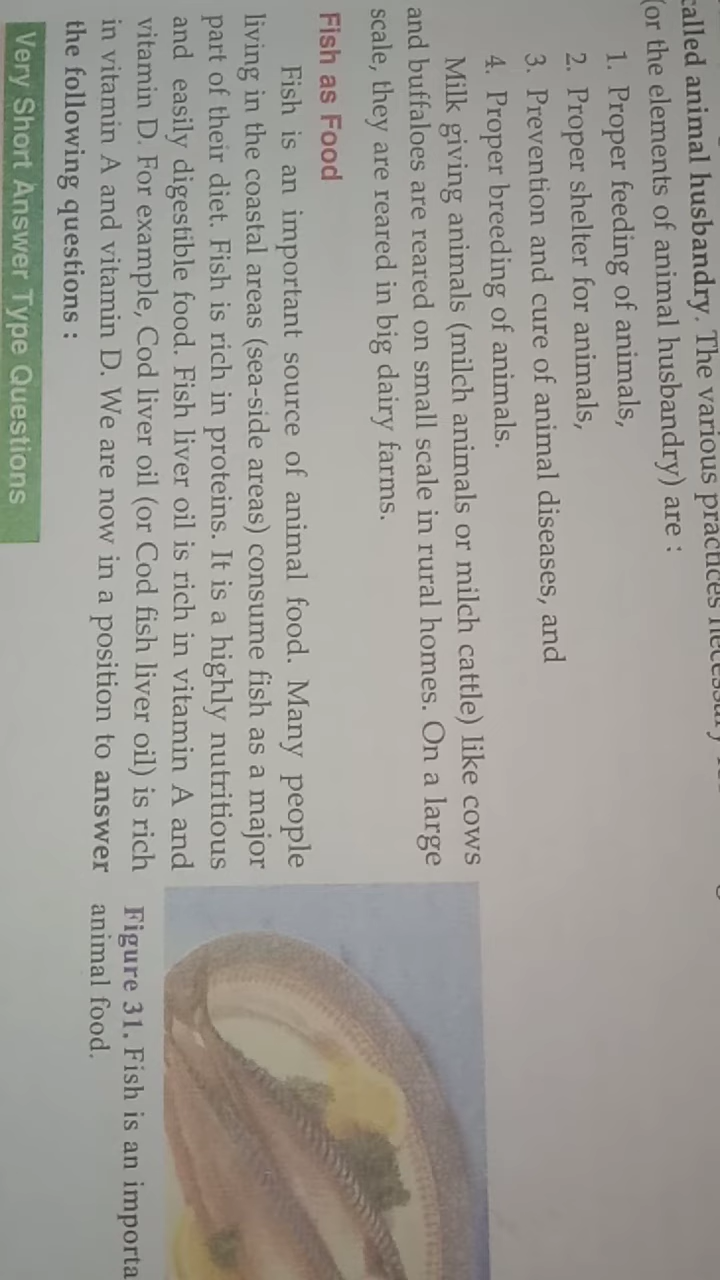 called animal husbandry. The various practices necessary
(or the elements of animal husbandry) are :
1. Proper feeding of animals,
2. Proper shelter for animals,
3. Prevention and cure of animal diseases, and
4. Proper breeding of animals.
Milk giving animals (milch animals or milch cattle) like cows
and buffaloes are reared on small scale in rural homes. On a large
scale, they are reared in big dairy farms.
Fish as Food
Fish is an important source of animal food. Many people
living in the coastal areas (sea-side areas) consume fish as a major
part of their diet. Fish is rich in proteins. It is a highly nutritious
and easily digestible food. Fish liver oil is rich in vitamin A and
vitamin D. For example, Cod liver oil (or Cod fish liver oil) is rich
in vitamin A and vitamin D. We are now in a position to answer
the following questions :
Figure 31. Fish is an importa
animal food.
Very Short Answer Type Questions